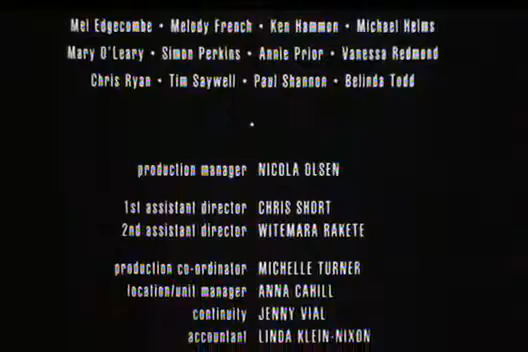 Mel Edgecombe • Melody French • Ken Hammon • Michael Helms
Mary O'Leary • Simon Perkins • Annie Prior • Vanessa Redmond
Chris Ryan • Tim Saywell • Paul Shannon • Belinda Todd
•
production manager NICOLA OLSEN
1st assistant director CHRIS SHORT
2nd assistant director WITEMARA RAKETE
production co-ordinator MICHELLE TURNER
location/unit manager ANNA CAHILL
continuity JENNY VIAL
accountant LINDA KLEIN-NIXON